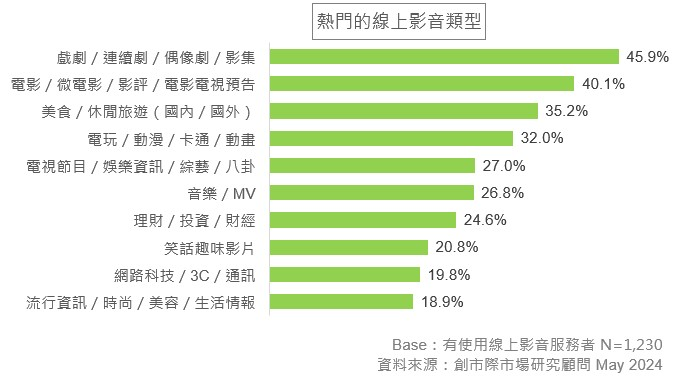 熱門的線上影音類型
戲劇 / 連續劇 / 偶像劇 / 影集 45.9%
電影 / 微電影 / 影評 / 電影電視預告 40.1%
美食 / 休閒旅遊（國內 / 國外） 35.2%
電玩 / 動漫 / 卡通 / 動畫 32.0%
電視節目 / 娛樂資訊 / 綜藝 / 八卦 27.0%
音樂 / MV 26.8%
理財 / 投資 / 財經 24.6%
笑話趣味影片 20.8%
網路科技 / 3C / 通訊 19.8%
流行資訊 / 時尚 / 美容 / 生活情報 18.9%
Base：有使用線上影音服務者 N=1,230
資料來源：創市際市場研究顧問 May 2024